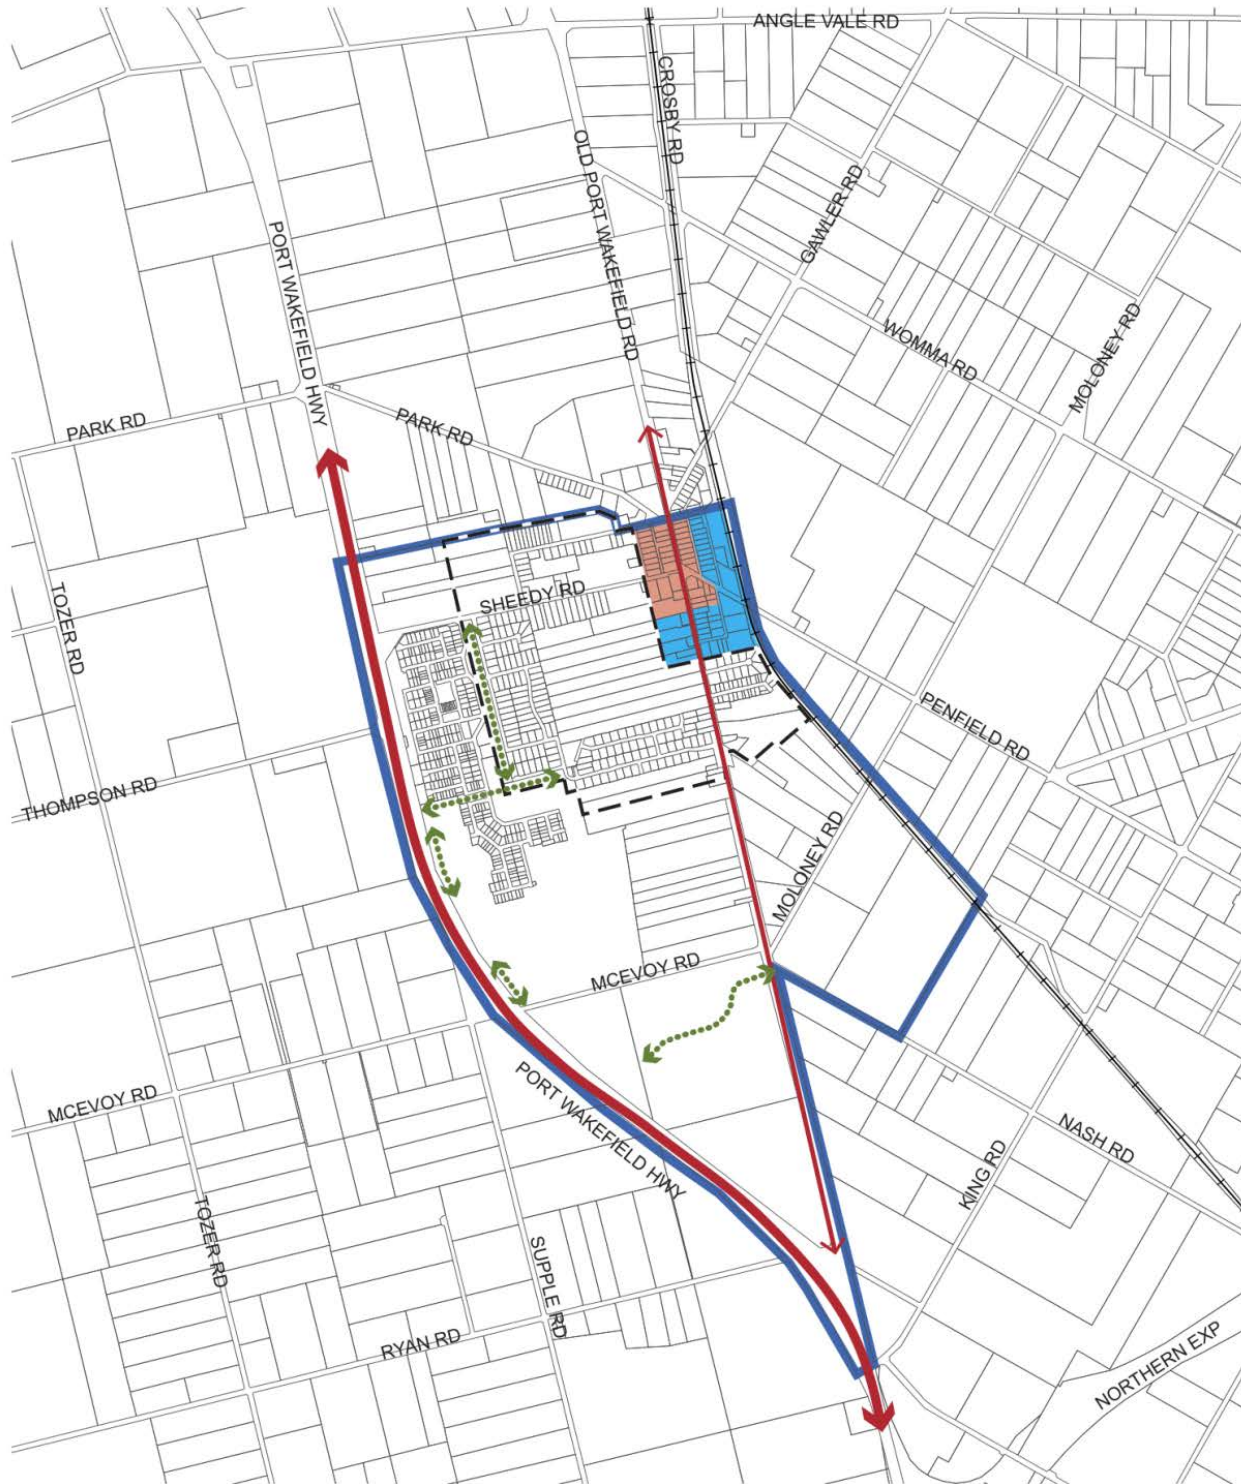 ANGLE VALE RD
CROSBY RD
OLD PORT WAKEFIELD RD
GAWLER RD
PORT WAKEFIELD HWY
WOMMA RD
MOLONEY RD
PARK RD
PARK RD
SHEEDY RD
TOZER RD
PENFIELD RD
THOMPSON RD
MOLONEY RD
MCEVOY RD
MCEVOY RD
PORT WAKEFIELD HWY
NASH RD
KING RD
TOZER RD
SUPPLE RD
RYAN RD
NORTHERN EXP